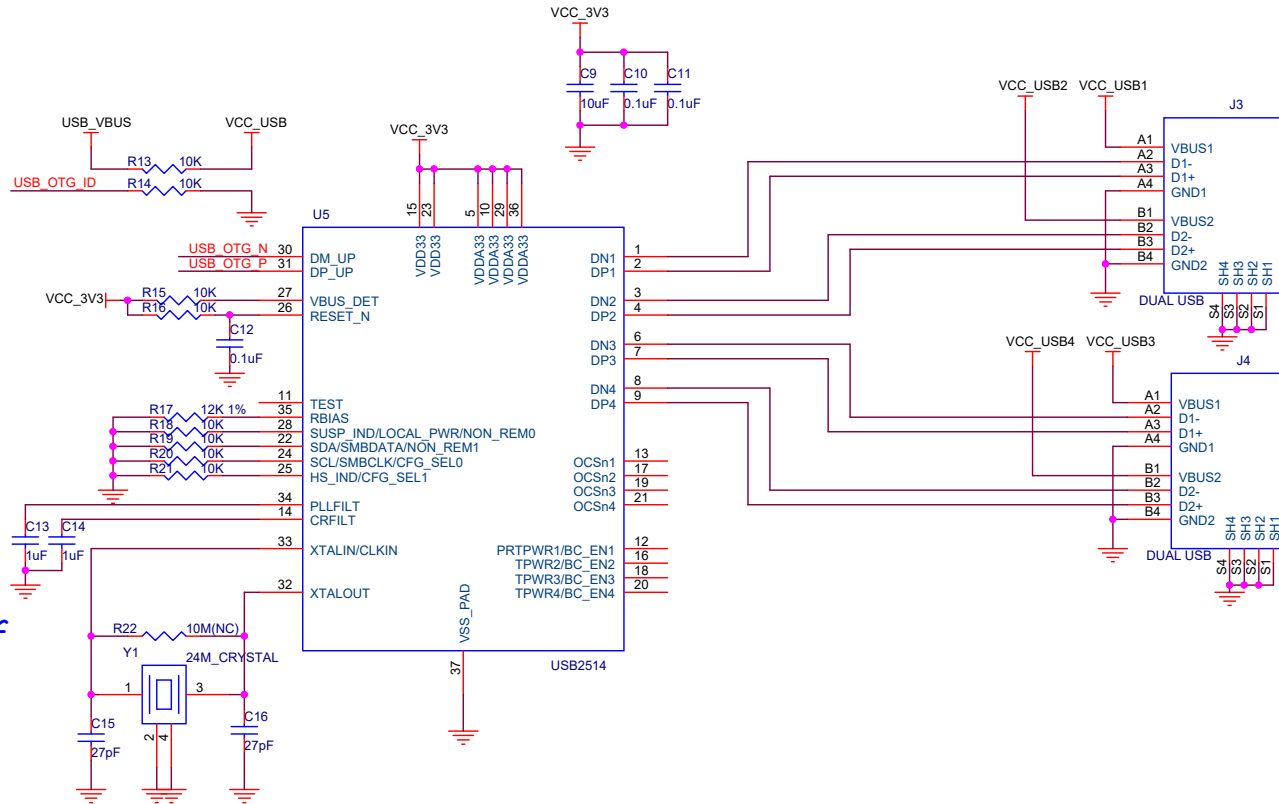 VCC_3V3
C9 C10 C11
10uF 0.1uF 0.1uF
VCC_USB2 VCC_USB1
J3
USB_VBUS VCC_USB
R13 10K
USB_OTG_ID R14 10K
VCC_3V3
A1 VBUS1
A2 D1-
A3 D1+
A4 GND1
B1 VBUS2
B2 D2-
B3 D2+
B4 GND2
SH4 SH3 SH2 SH1
S4 S3 S2 S1
DUAL USB
U5
15 23 5 10 29 36
VDD33 VDD33 VDDA33 VDDA33 VDDA33 VDDA33
USB_OTG_N 30 DM_UP
USB_OTG_P 31 DP_UP
VCC_3V3 R15 10K 27 VBUS_DET
R16 10K 26 RESET_N
C12
0.1uF
11 TEST
R17 12K 1% 35 RBIAS
R18 10K 28 SUSP_IND/LOCAL_PWR/NON_REM0
R19 10K 22 SDA/SMBDATA/NON_REM1
R20 10K 24 SCL/SMBCLK/CFG_SEL0
R21 10K 25 HS_IND/CFG_SEL1
34 PLLFILT
14 CRFILT
C13 C14
1uF 1uF
33 XTALIN/CLKIN
32 XTALOUT
DN1 1
DP1 2
DN2 3
DP2 4
DN3 6
DP3 7
DN4 8
DP4 9
OCSn1 13
OCSn2 17
OCSn3 19
OCSn4 21
PRTPWR1/BC_EN1 12
TPWR2/BC_EN2 16
TPWR3/BC_EN3 18
TPWR4/BC_EN4 20
VSS_PAD
37
USB2514
VCC_USB4 VCC_USB3
J4
A1 VBUS1
A2 D1-
A3 D1+
A4 GND1
B1 VBUS2
B2 D2-
B3 D2+
B4 GND2
SH4 SH3 SH2 SH1
S4 S3 S2 S1
DUAL USB
R22 10M(NC)
Y1 24M_CRYSTAL
1 3
2 4
C15 C16
27pF 27pF